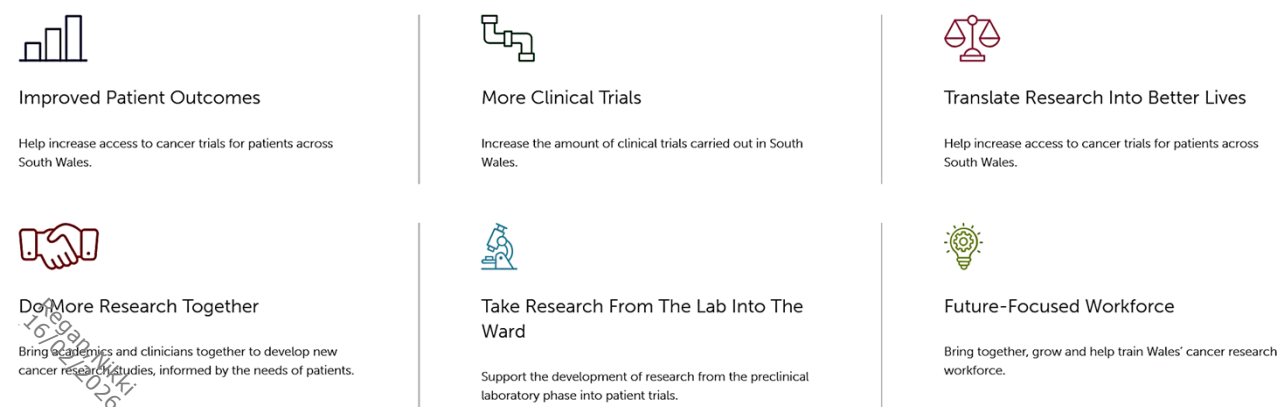 Improved Patient Outcomes
Help increase access to cancer trials for patients across
South Wales.
More Clinical Trials
Increase the amount of clinical trials carried out in South
Wales.
Translate Research Into Better Lives
Help increase access to cancer trials for patients across
South Wales.
Do More Research Together
Bring academics and clinicians together to develop new
cancer research studies, informed by the needs of patients.
Take Research From The Lab Into The
Ward
Support the development of research from the preclinical
laboratory phase into patient trials.
Future-Focused Workforce
Bring together, grow and help train Wales' cancer research
workforce.
Regan, Nikki
16/02/2026